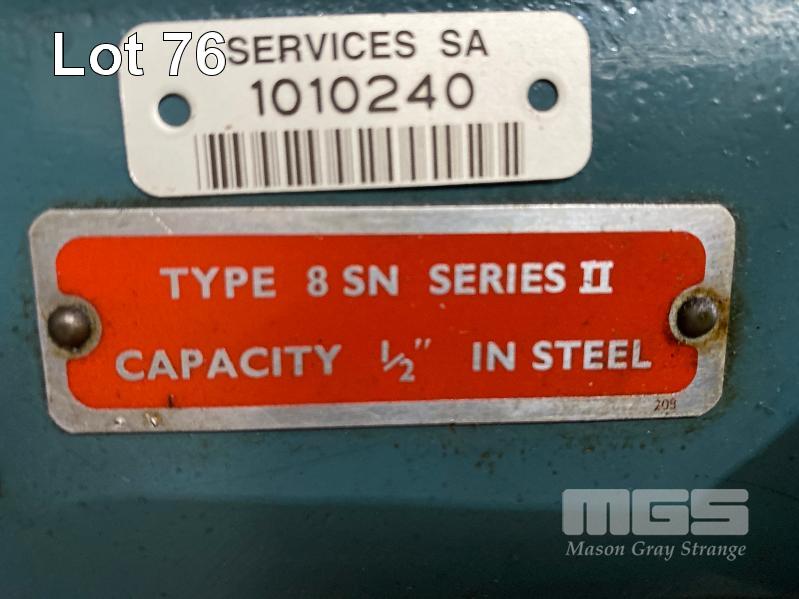 Lot 76
SERVICES SA
1010240
TYPE 8 SN SERIES II
CAPACITY 1/2" IN STEEL
209
MGS
Mason Gray Strange